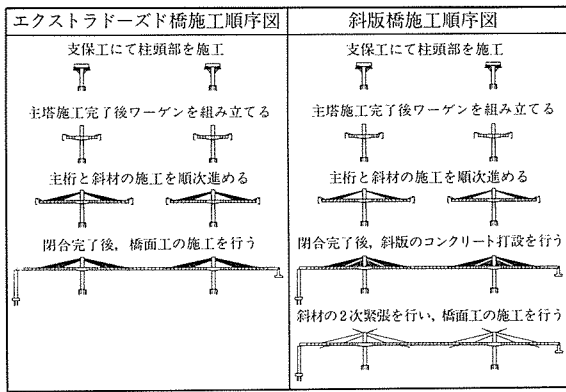 エクストラドーズド橋施工順序図
支保工にて柱頭部を施工
主塔施工完了後ワーゲンを組み立てる
主桁と斜材の施工を順次進める
閉合完了後，橋面工の施工を行う
斜版橋施工順序図
支保工にて柱頭部を施工
主塔施工完了後ワーゲンを組み立てる
主桁と斜材の施工を順次進める
閉合完了後，斜版のコンクリート打設を行う
斜材の2次緊張を行い、橋面工の施工を行う